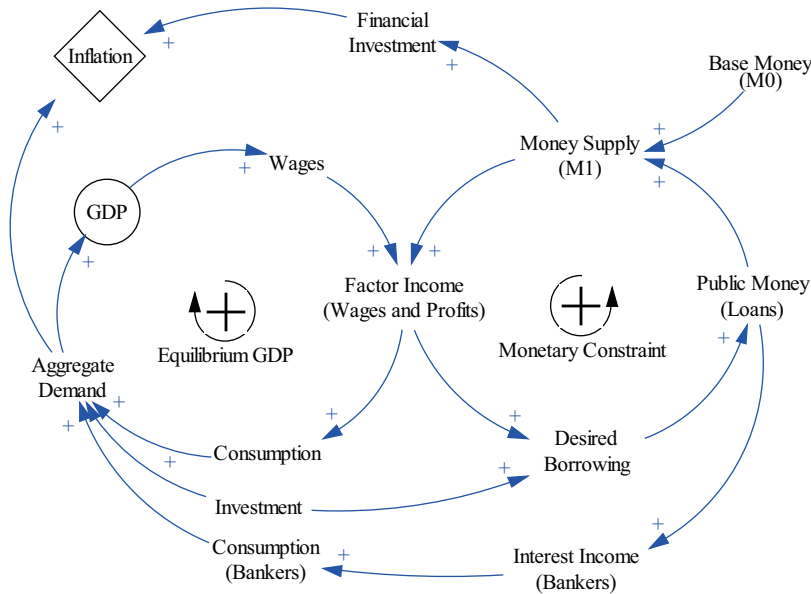 Financial
Investment
Inflation
Base Money
(M0)
Money Supply
(M1)
Wages
GDP
Factor Income
(Wages and Profits)
Public Money
(Loans)
Equilibrium GDP
Monetary Constraint
Aggregate
Demand
Consumption
Desired
Borrowing
Investment
Consumption
(Bankers)
Interest Income
(Bankers)